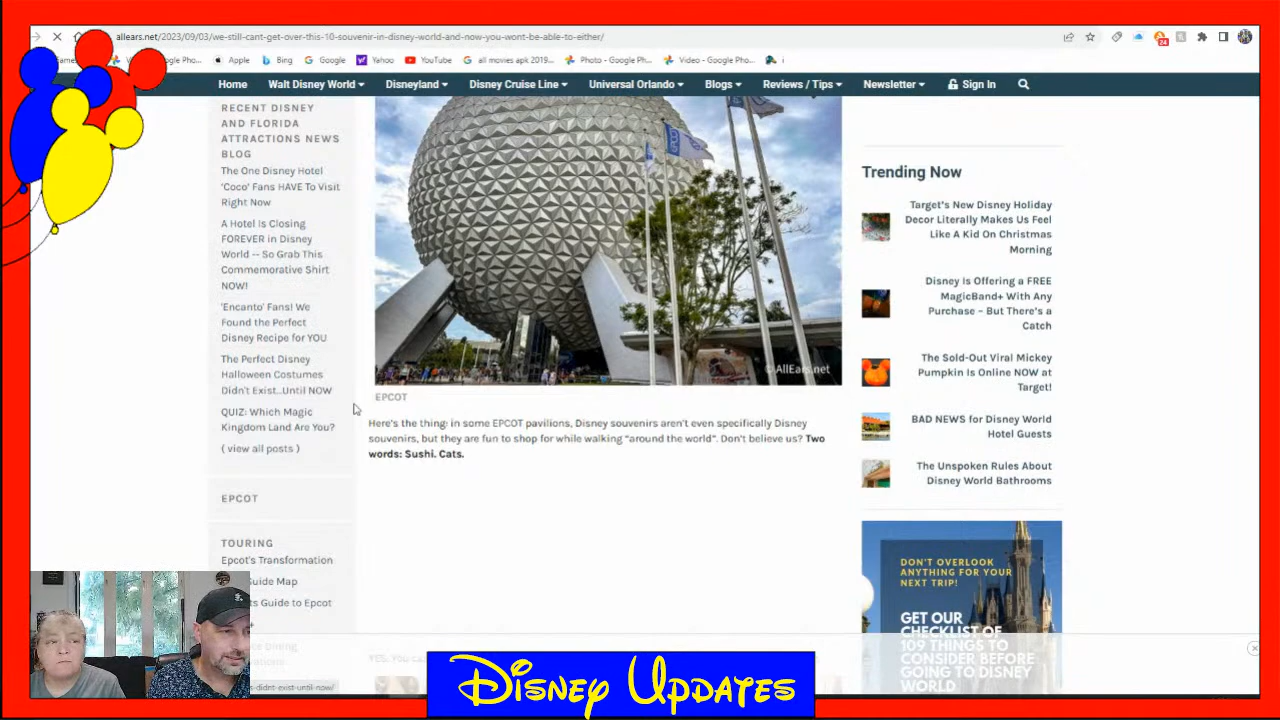 allears.net/2023/09/03/we-still-cant-get-over-this-10-souvenir-in-disney-world-and-now-you-wont-be-able-to-either/
24
Apple
Bing
Google
Yahoo
YouTube
all movies apk 2019...
Photo - Google Ph...
Video - Google Pho...
Home
Walt Disney World
Disneyland
Disney Cruise Line
Universal Orlando
Blogs
Reviews / Tips
Newsletter
Sign In
RECENT DISNEY
AND FLORIDA
ATTRACTIONS NEWS
BLOG
The One Disney Hotel
'Coco' Fans HAVE To Visit
Right Now
A Hotel Is Closing
FOREVER in Disney
World -- So Grab This
Commemorative Shirt
NOW!
'Encanto' Fans! We
Found the Perfect
Disney Recipe for YOU
The Perfect Disney
Halloween Costumes
Didn't Exist...Until NOW
QUIZ: Which Magic
Kingdom Land Are You?
( view all posts )
EPCOT
TOURING
Epcot's Transformation
Guide Map
Guide to Epcot
EPCOT
© AllEars.net
EPCOT
Here's the thing: in some EPCOT pavilions, Disney souvenirs aren't even specifically Disney
souvenirs, but they are fun to shop for while walking "around the world". Don't believe us? Two
words: Sushi. Cats.
Trending Now
Target's New Disney Holiday
Decor Literally Makes Us Feel
Like A Kid On Christmas
Morning
Disney Is Offering a FREE
MagicBand+ With Any
Purchase – But There's a
Catch
The Sold-Out Viral Mickey
Pumpkin Is Online NOW at
Target!
BAD NEWS for Disney World
Hotel Guests
The Unspoken Rules About
Disney World Bathrooms
DON'T OVERLOOK
ANYTHING FOR YOUR
NEXT TRIP!
GET OUR
CHECKLIST OF
109 THINGS TO
CONSIDER BEFORE
GOING TO DISNEY
WORLD
Disney Updates